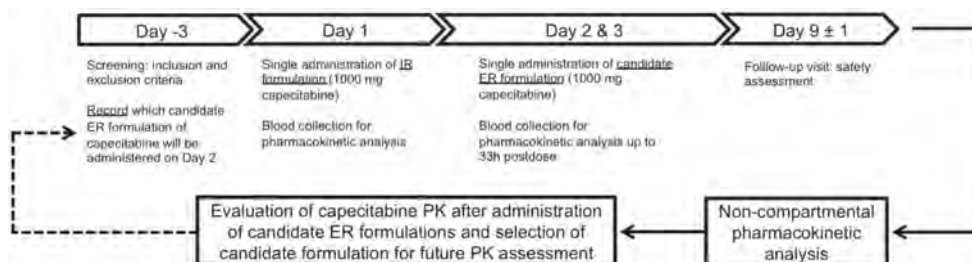 Day -3
Day 1
Day 2 & 3
Day 9 ± 1
Screening: inclusion and
exclusion criteria
Record which candidate
ER formulation of
capecitabine will be
administered on Day 2
Single administration of IR
formulation (1000 mg
capecitabine)
Blood collection for
pharmacokinetic analysis
Single administration of candidate
ER formulation (1000 mg
capecitabine)
Blood collection for
pharmacokinetic analysis up to
33h postdose
Folllow-up visit: safety
assessment
Evaluation of capecitabine PK after administration
of candidate ER formulations and selection of
candidate formulation for future PK assessment
Non-compartmental
pharmacokinetic
analysis